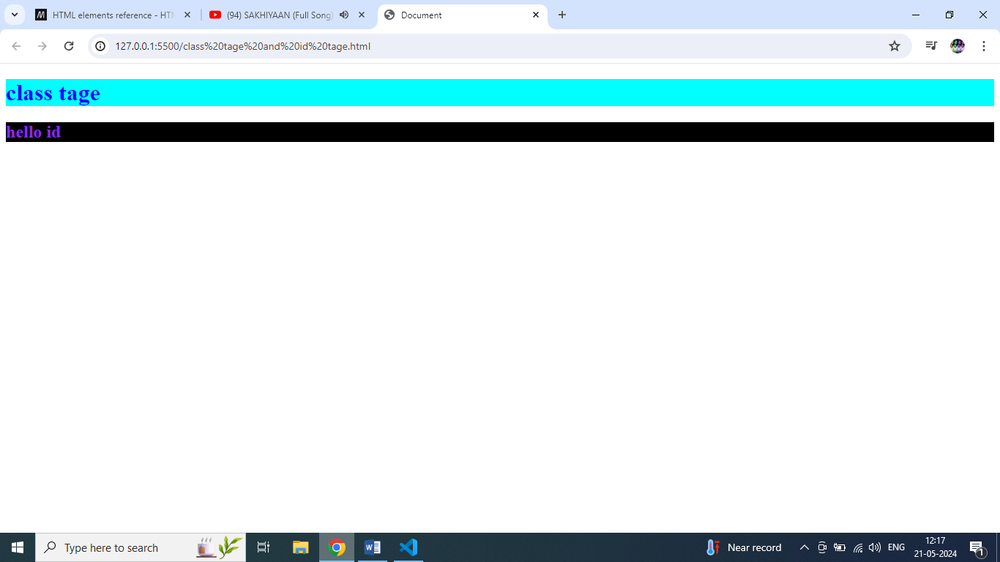 HTML elements reference - HTM
(94) SAKHIYAAN (Full Song)
Document
127.0.0.1:5500/class%20tage%20and%20id%20tage.html
class tage
hello id
Type here to search
Near record
ENG
12:17
21-05-2024
1